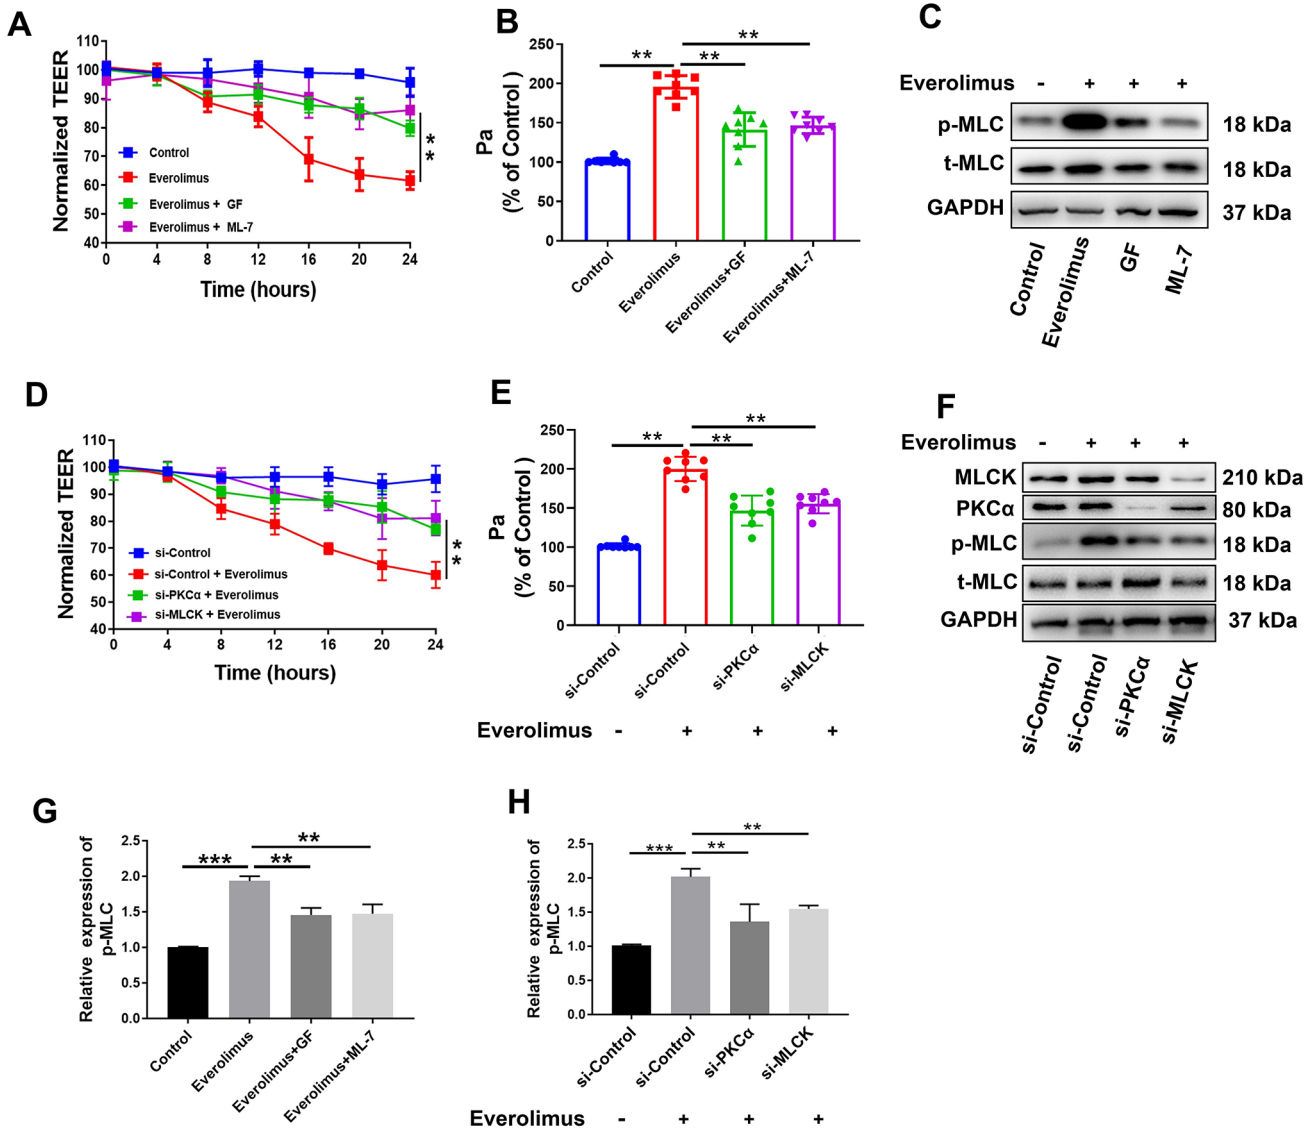 A
Normalized TEER
110
100
90
80
70
60
50
40
0 4 8 12 16 20 24
Time (hours)
Control
Everolimus
Everolimus + GF
Everolimus + ML-7
**
B
Pa
(% of Control )
250
200
150
100
50
0
** ** **
Control
Everolimus
Everolimus+GF
Everolimus+ML-7
C
Everolimus - + + +
p-MLC 18 kDa
t-MLC 18 kDa
GAPDH 37 kDa
Control
Everolimus
GF
ML-7
D
Normalized TEER
110
100
90
80
70
60
50
40
0 4 8 12 16 20 24
Time (hours)
si-Control
si-Control + Everolimus
si-PKCα + Everolimus
si-MLCK + Everolimus
**
E
Pa
(% of Control )
250
200
150
100
50
0
** ** **
si-Control
si-Control
si-PKCα
si-MLCK
Everolimus - + + +
F
Everolimus - + + +
MLCK 210 kDa
PKCα 80 kDa
p-MLC 18 kDa
t-MLC 18 kDa
GAPDH 37 kDa
si-Control
si-Control
si-PKCα
si-MLCK
G
Relative expression of
p-MLC
2.5
2.0
1.5
1.0
0.5
0.0
*** ** **
Control
Everolimus
Everolimus+GF
Everolimus+ML-7
H
Relative expression of
p-MLC
2.5
2.0
1.5
1.0
0.5
0.0
*** ** **
si-Control
si-Control
si-PKCα
si-MLCK
Everolimus - + + +